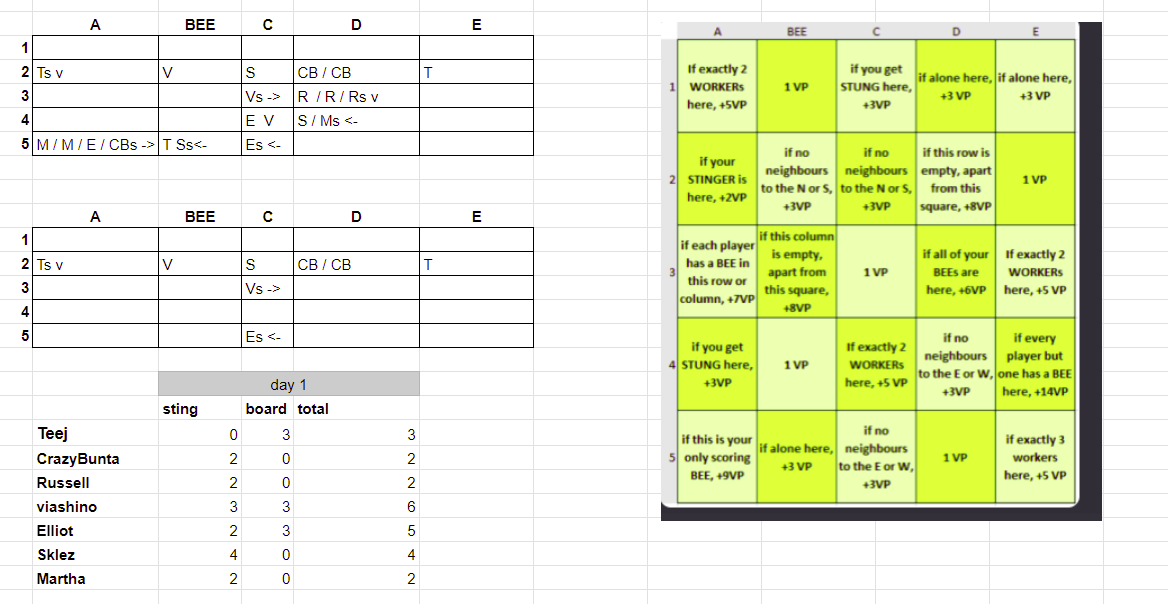 A BEE C D E
1
2 Ts v V S CB / CB T
3 Vs -> R / R / Rs v
4 E V S / Ms <-
5 M / M / E / CBs -> T Ss<- Es <-
A BEE C D E
1
2 Ts v V S CB / CB T
3 Vs ->
4
5 Es <-
day 1
sting board total
Teej 0 3 3
CrazyBunta 2 0 2
Russell 2 0 2
viashino 3 3 6
Elliot 2 3 5
Sklez 4 0 4
Martha 2 0 2
A BEE C D E
1
If exactly 2
WORKERs
here, +5VP
1 VP
if you get
STUNG here,
+3VP
if alone here,
+3 VP
if alone here,
+3 VP
2
if your
STINGER is
here, +2VP
if no
neighbours
to the N or S,
+3VP
if no
neighbours
to the N or S,
+3VP
if this row is
empty, apart
from this
square, +8VP
1 VP
3
if each player
has a BEE in
this row or
column, +7VP
if this column
is empty,
apart from
this square,
+8VP
1 VP
if all of your
BEEs are
here, +6VP
If exactly 2
WORKERs
here, +5 VP
4
if you get
STUNG here,
+3VP
1 VP
If exactly 2
WORKERs
here, +5 VP
if no
neighbours
to the E or W,
+3VP
if every
player but
one has a BEE
here, +14VP
5
if this is your
only scoring
BEE, +9VP
if alone here,
+3 VP
if no
neighbours
to the E or W,
+3VP
1 VP
if exactly 3
workers
here, +5 VP